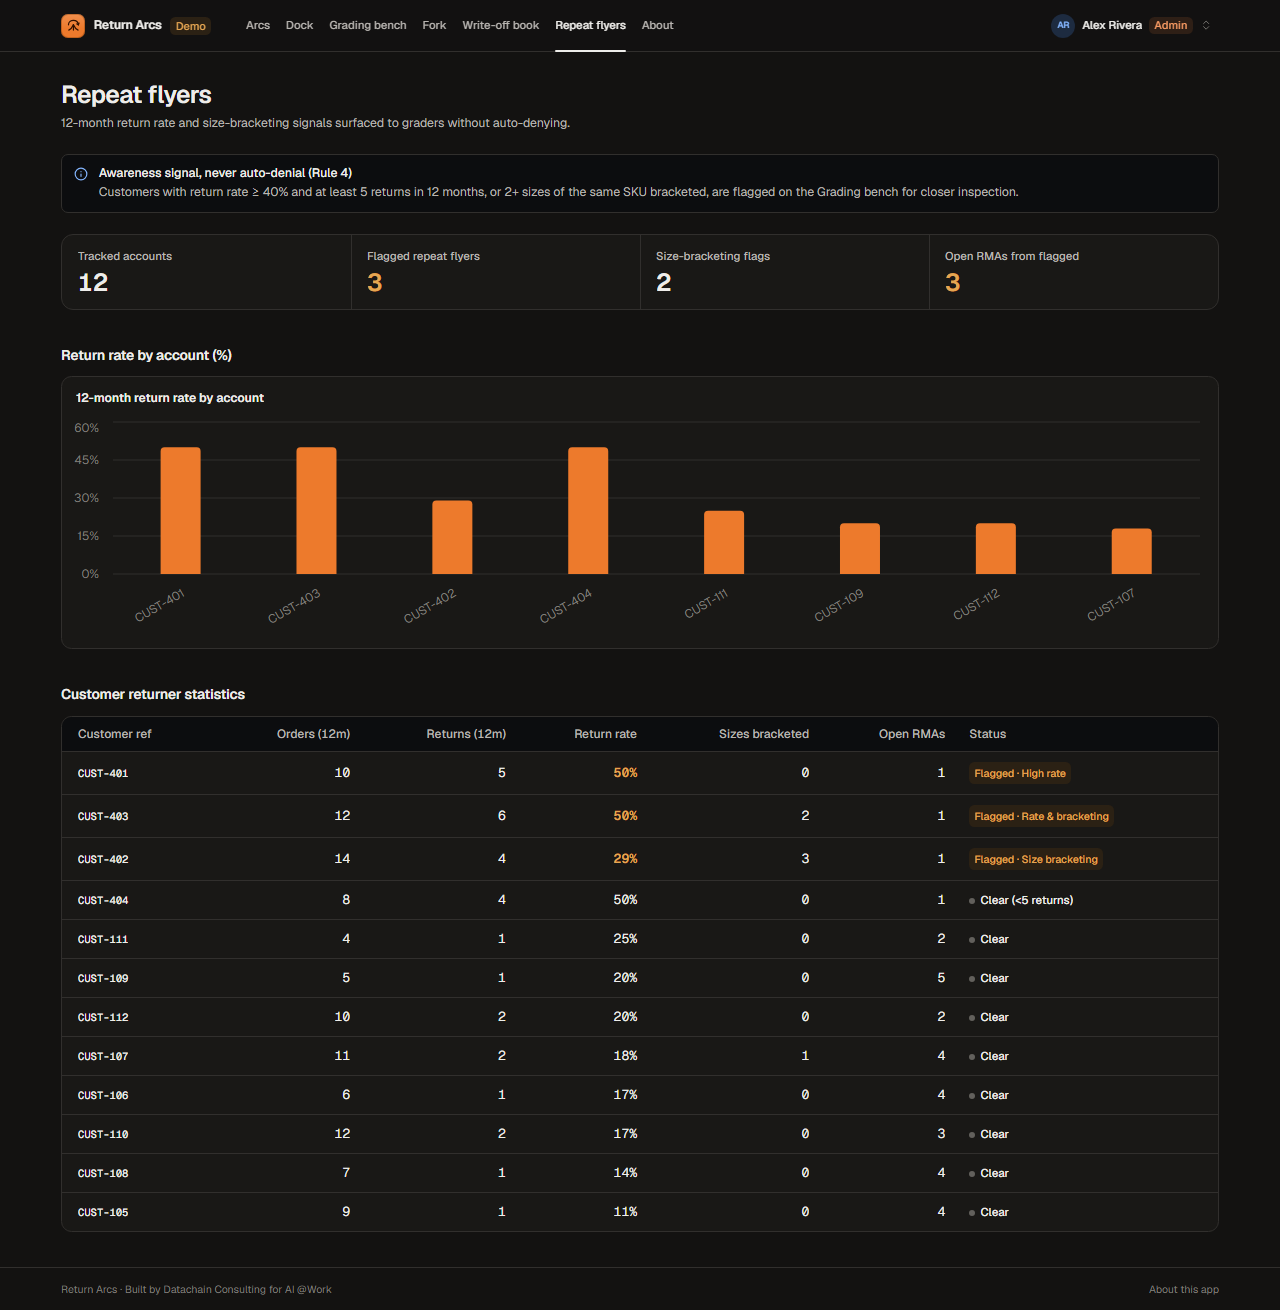 Return Arcs Demo Arcs Dock Grading bench Fork Write-off book Repeat flyers About AR Alex Rivera Admin
Repeat flyers
12-month return rate and size-bracketing signals surfaced to graders without auto-denying.
Awareness signal, never auto-denial (Rule 4)
Customers with return rate ≥ 40% and at least 5 returns in 12 months, or 2+ sizes of the same SKU bracketed, are flagged on the Grading bench for closer inspection.
Tracked accounts
12
Flagged repeat flyers
3
Size-bracketing flags
2
Open RMAs from flagged
3
Return rate by account (%)
12-month return rate by account
60%
45%
30%
15%
0%
CUST-401 CUST-403 CUST-402 CUST-404 CUST-111 CUST-109 CUST-112 CUST-107
Customer returner statistics
Customer ref Orders (12m) Returns (12m) Return rate Sizes bracketed Open RMAs Status
CUST-401 10 5 50% 0 1 Flagged · High rate
CUST-403 12 6 50% 2 1 Flagged · Rate & bracketing
CUST-402 14 4 29% 3 1 Flagged · Size bracketing
CUST-404 8 4 50% 0 1 Clear (<5 returns)
CUST-111 4 1 25% 0 2 Clear
CUST-109 5 1 20% 0 5 Clear
CUST-112 10 2 20% 0 2 Clear
CUST-107 11 2 18% 1 4 Clear
CUST-106 6 1 17% 0 4 Clear
CUST-110 12 2 17% 0 3 Clear
CUST-108 7 1 14% 0 4 Clear
CUST-105 9 1 11% 0 4 Clear
Return Arcs · Built by Datachain Consulting for AI @Work About this app